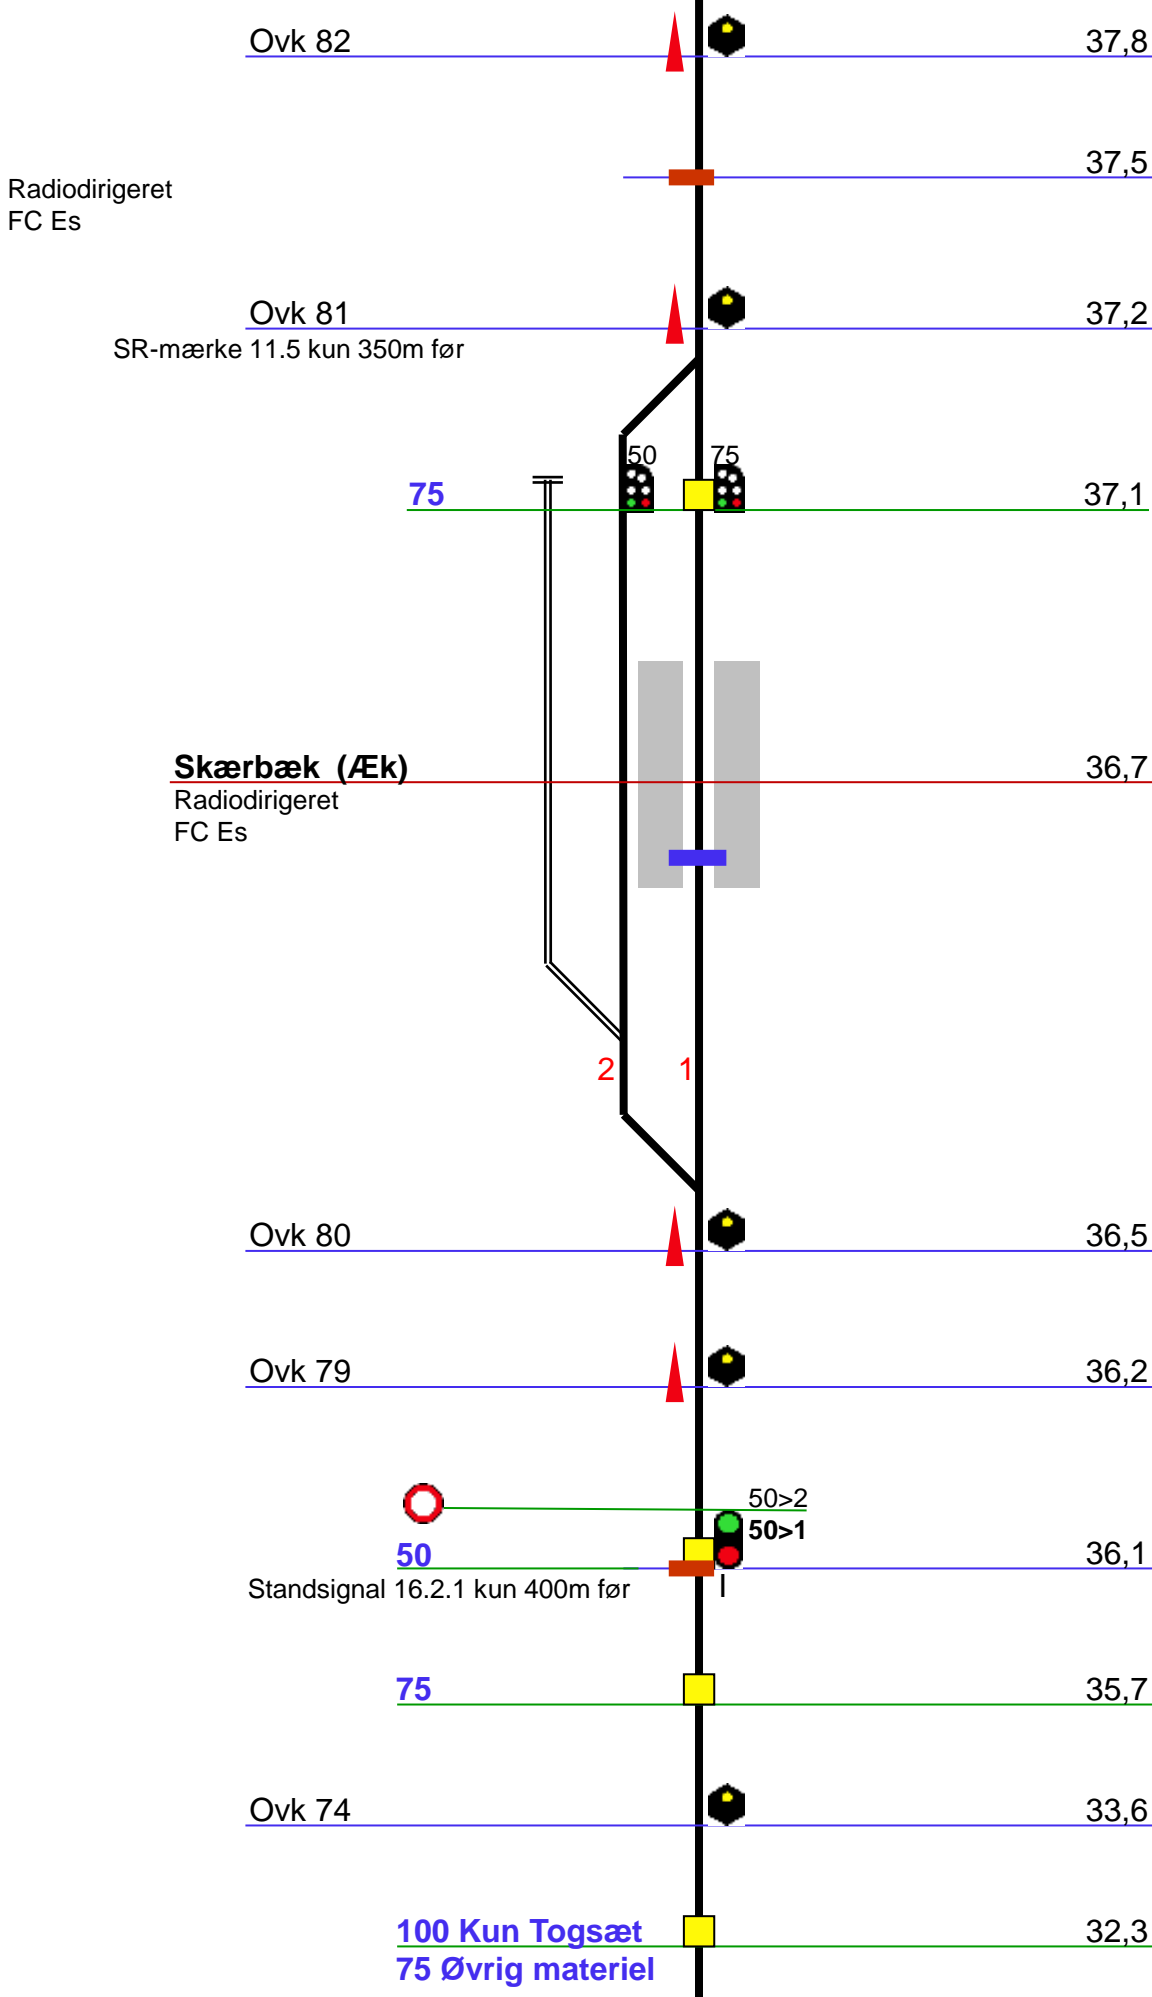 Ovk 82 37,8
37,5
Radiodirigeret
FC Es
Ovk 81 37,2
SR-mærke 11.5 kun 350m før
50 75
75 37,1
Skærbæk (Æk) 36,7
Radiodirigeret
FC Es
2 1
Ovk 80 36,5
Ovk 79 36,2
50>2
50>1
50 36,1
Standsignal 16.2.1 kun 400m før I
75 35,7
Ovk 74 33,6
100 Kun Togsæt 32,3
75 Øvrig materiel